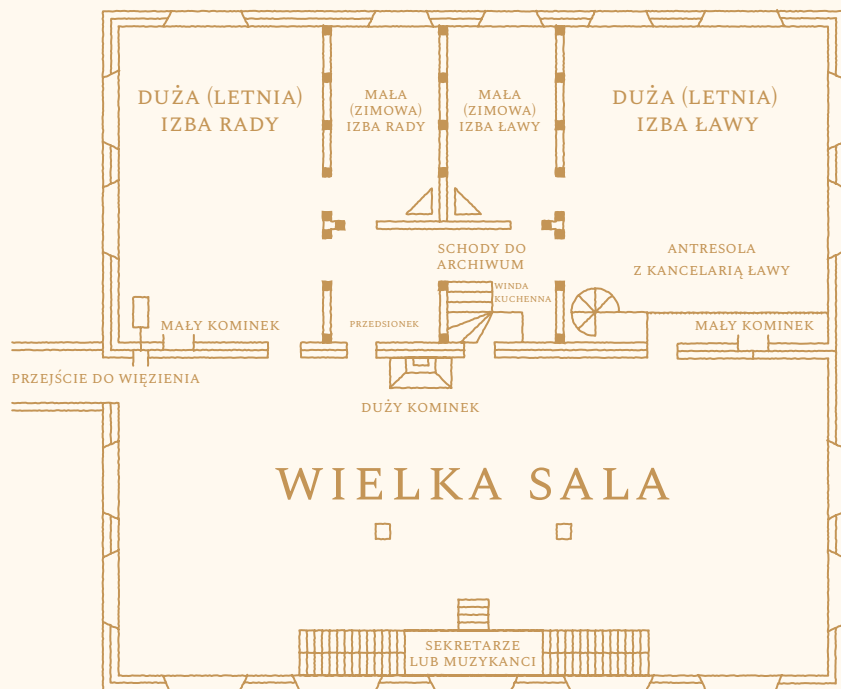 DUŻA (LETNIA)
IZBA RADY
MAŁA
(ZIMOWA)
IZBA RADY
MAŁA
(ZIMOWA)
IZBA ŁAWY
DUŻA (LETNIA)
IZBA ŁAWY
SCHODY DO
ARCHIWUM
ANTRESOLA
Z KANCELARIĄ ŁAWY
WINDA
KUCHENNA
MAŁY KOMINEK
PRZEDSIONEK
MAŁY KOMINEK
PRZEJŚCIE DO WIĘZIENIA
DUŻY KOMINEK
WIELKA SALA
SEKRETARZE
LUB MUZYKANCI